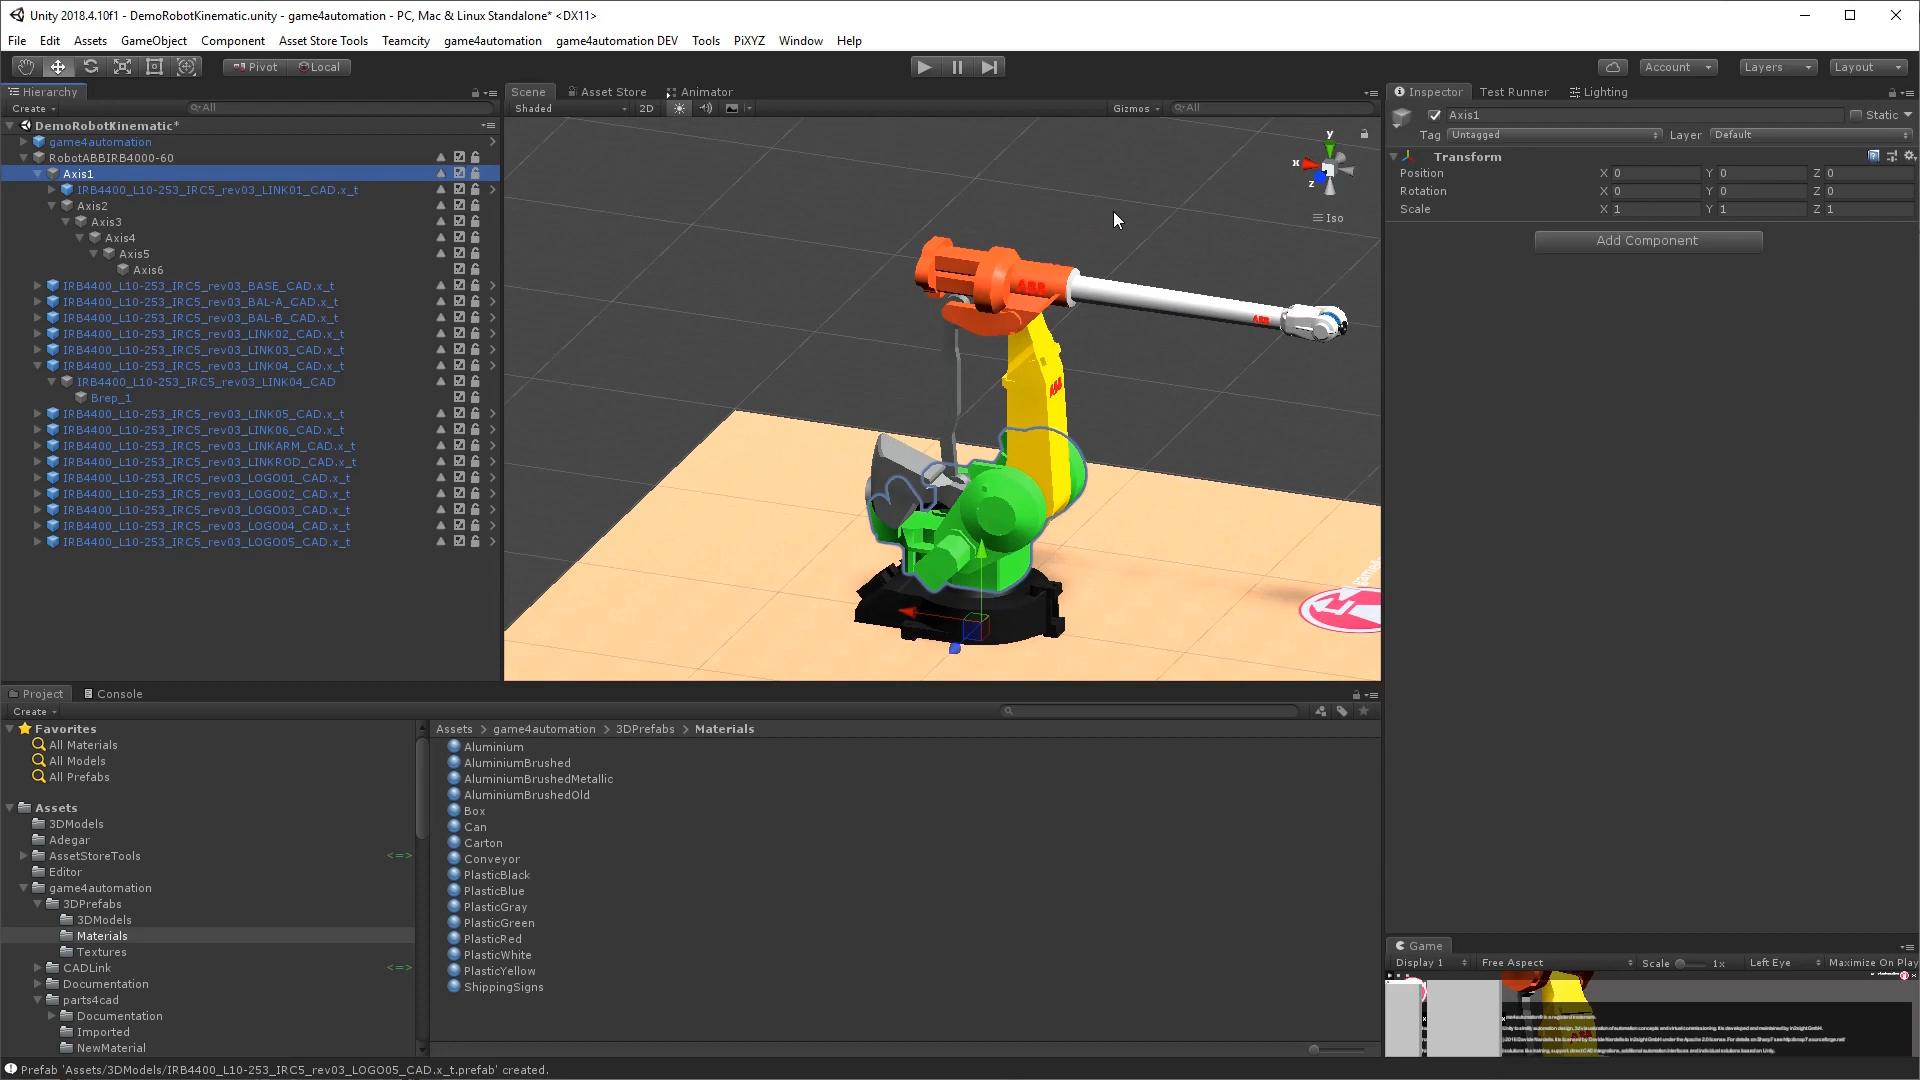 Unity 2018.4.10f1 - DemoRobotKinematic.unity - game4automation - PC, Mac & Linux Standalone* <DX11>
File Edit Assets GameObject Component Asset Store Tools Teamcity game4automation game4automation DEV Tools PiXYZ Window Help
Pivot Local Account Layers Layout
Hierarchy
Create All
DemoRobotKinematic*
game4automation
RobotABBIRB4000-60
Axis1
IRB4400_L10-253_IRC5_rev03_LINK01_CAD.x_t
Axis2
Axis3
Axis4
Axis5
Axis6
IRB4400_L10-253_IRC5_rev03_BASE_CAD.x_t
IRB4400_L10-253_IRC5_rev03_BAL-A_CAD.x_t
IRB4400_L10-253_IRC5_rev03_BAL-B_CAD.x_t
IRB4400_L10-253_IRC5_rev03_LINK02_CAD.x_t
IRB4400_L10-253_IRC5_rev03_LINK03_CAD.x_t
IRB4400_L10-253_IRC5_rev03_LINK04_CAD.x_t
IRB4400_L10-253_IRC5_rev03_LINK04_CAD
Brep_1
IRB4400_L10-253_IRC5_rev03_LINK05_CAD.x_t
IRB4400_L10-253_IRC5_rev03_LINK06_CAD.x_t
IRB4400_L10-253_IRC5_rev03_LINKARM_CAD.x_t
IRB4400_L10-253_IRC5_rev03_LINKROD_CAD.x_t
IRB4400_L10-253_IRC5_rev03_LOGO01_CAD.x_t
IRB4400_L10-253_IRC5_rev03_LOGO02_CAD.x_t
IRB4400_L10-253_IRC5_rev03_LOGO03_CAD.x_t
IRB4400_L10-253_IRC5_rev03_LOGO04_CAD.x_t
IRB4400_L10-253_IRC5_rev03_LOGO05_CAD.x_t
Scene Asset Store Animator
Shaded 2D Gizmos All
y
x
z
Iso
ABB
ABB
ABB
Inspector Test Runner Lighting
Axis1 Static
Tag Untagged Layer Default
Transform
Position X 0 Y 0 Z 0
Rotation X 0 Y 0 Z 0
Scale X 1 Y 1 Z 1
Add Component
Project Console
Create
Favorites
All Materials
All Models
All Prefabs
Assets
3DModels
Adegar
AssetStoreTools <=>
Editor
game4automation
3DPrefabs
3DModels
Materials
Textures
CADLink <=>
Documentation
parts4cad
Documentation
Imported
NewMaterial
Assets > game4automation > 3DPrefabs > Materials
Aluminium
AluminiumBrushed
AluminiumBrushedMetallic
AluminiumBrushedOld
Box
Can
Carton
Conveyor
PlasticBlack
PlasticBlue
PlasticGray
PlasticGreen
PlasticRed
PlasticWhite
PlasticYellow
ShippingSigns
Game
Display 1 Free Aspect Scale 1x Left Eye Maximize On Play
Prefab 'Assets/3DModels/IRB4400_L10-253_IRC5_rev03_LOGO05_CAD.x_t.prefab' created.